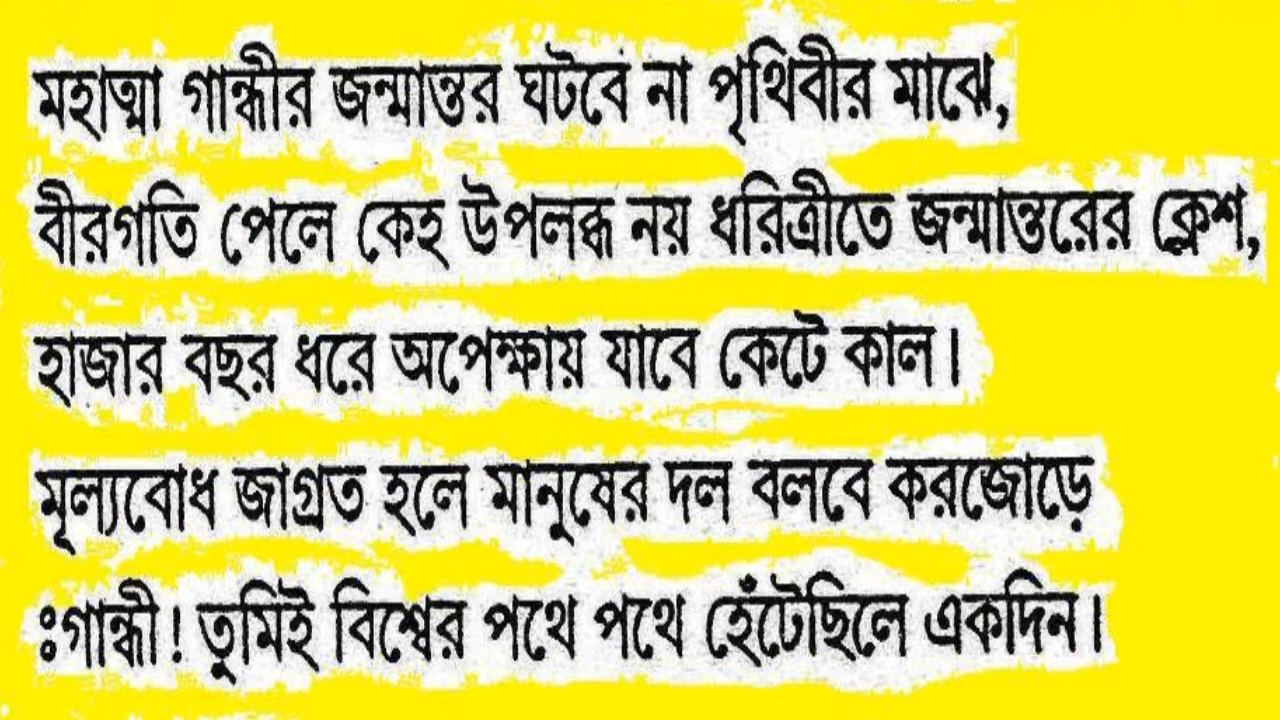 মহাত্মা গান্ধীর জন্মান্তর ঘটবে না পৃথিবীর মাঝে,
বীরগতি পেলে কেহ উপলব্ধ নয় ধরিত্রীতে জন্মান্তরের ক্লেশ,
হাজার বছর ধরে অপেক্ষায় যাবে কেটে কাল।
মূল্যবোধ জাগ্রত হলে মানুষের দল বলবে করজোড়ে
ঃগান্ধী! তুমিই বিশ্বের পথে পথে হেঁটেছিলে একদিন।